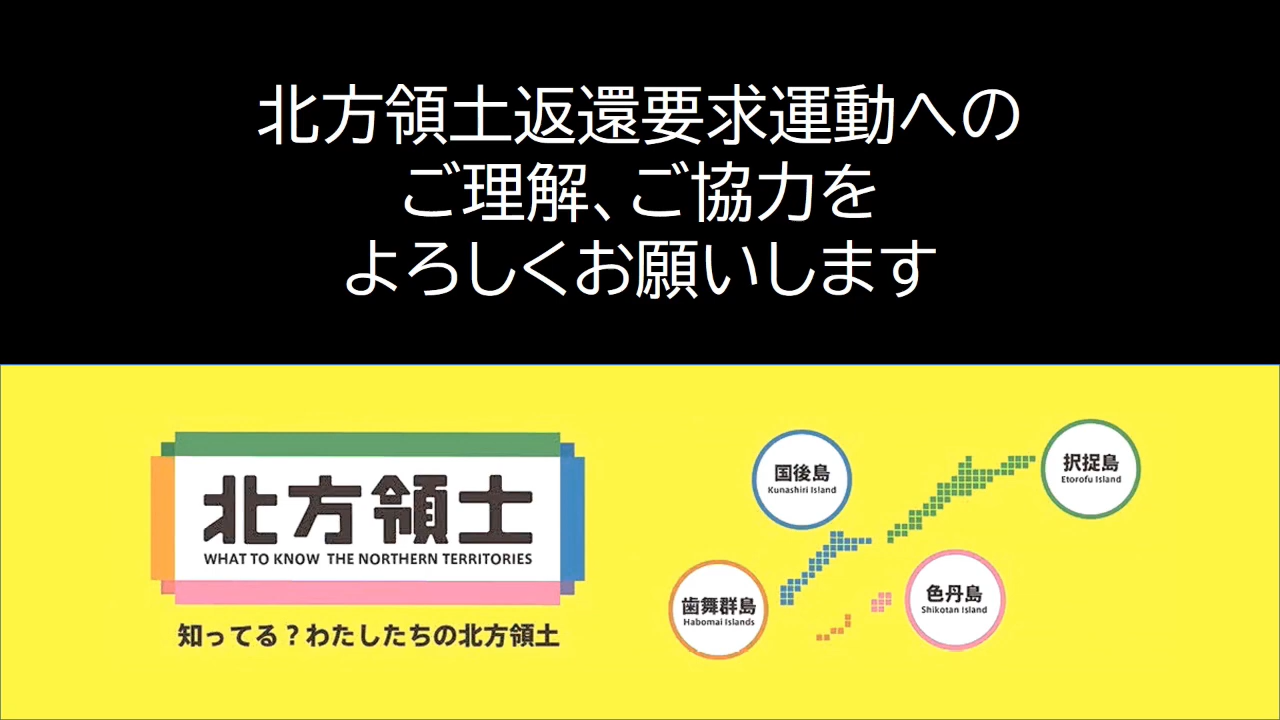 北方領土返還要求運動への
ご理解、ご協力を
よろしくお願いします
北方領土
WHAT TO KNOW THE NORTHERN TERRITORIES
知ってる？わたしたちの北方領土
国後島
Kunashiri Island
択捉島
Etorofu Island
歯舞群島
Habomai Islands
色丹島
Shikotan Island